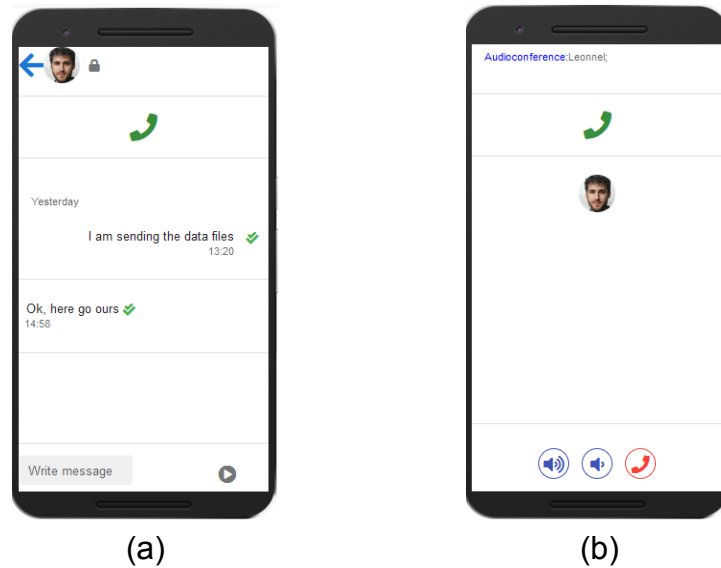 Yesterday
I am sending the data files
13:20
Ok, here go ours
14:58
Write message
(a)
Audioconference:Leonnel;
(b)